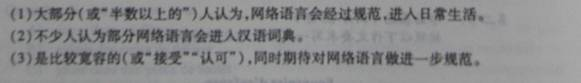 (1)大部分(或“半数以上的”)人认为,网络语言会经过规范,进入日常生活。
(2)不少人认为部分网络语言会进入汉语词典。
(3)是比较宽容的(或“接受”“认可”),同时期待对网络语言做进一步规范。